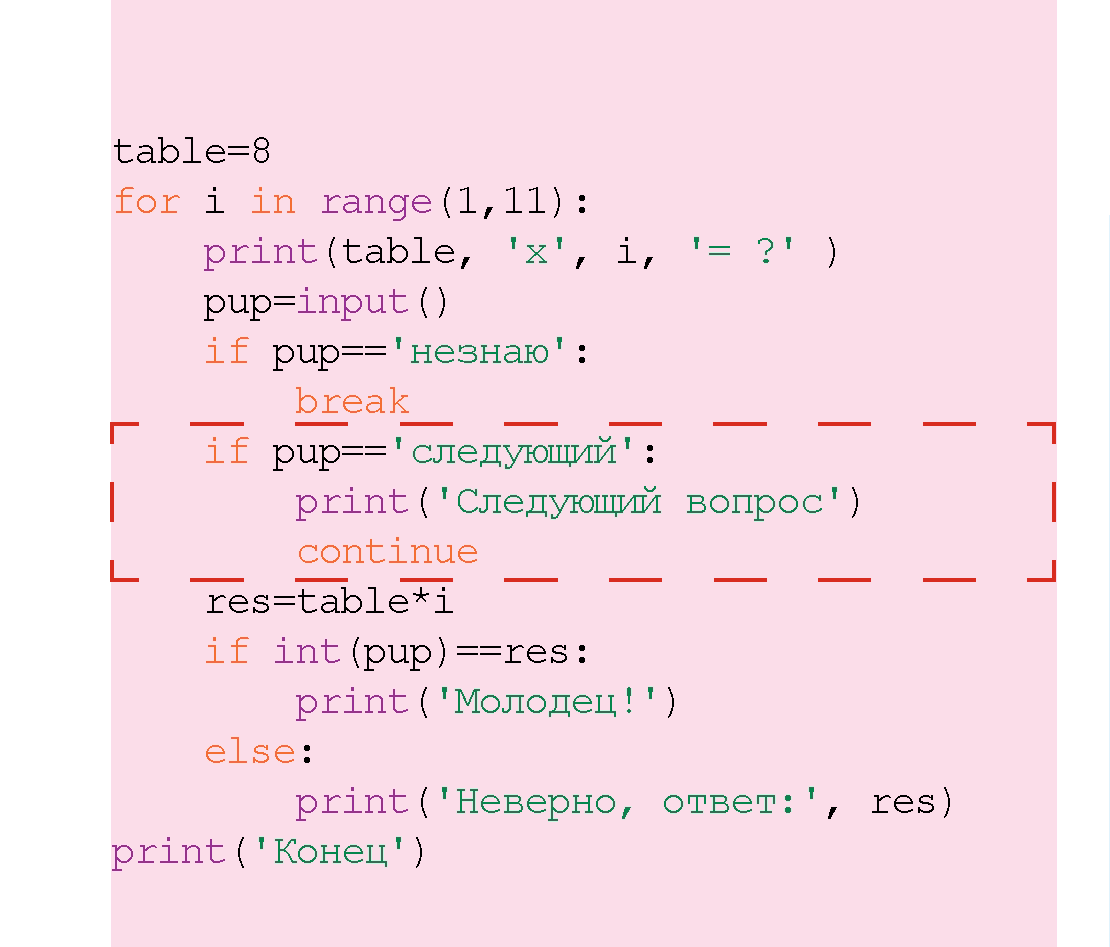 table=8
for i in range(1,11):
    print(table, 'x', i, '= ?' )
    pup=input()
    if pup=='незнаю':
        break
    if pup=='следующий':
        print('Следующий вопрос')
        continue
    res=table*i
    if int(pup)==res:
        print('Молодец!')
    else:
        print('Неверно, ответ:', res)
print('Конец')